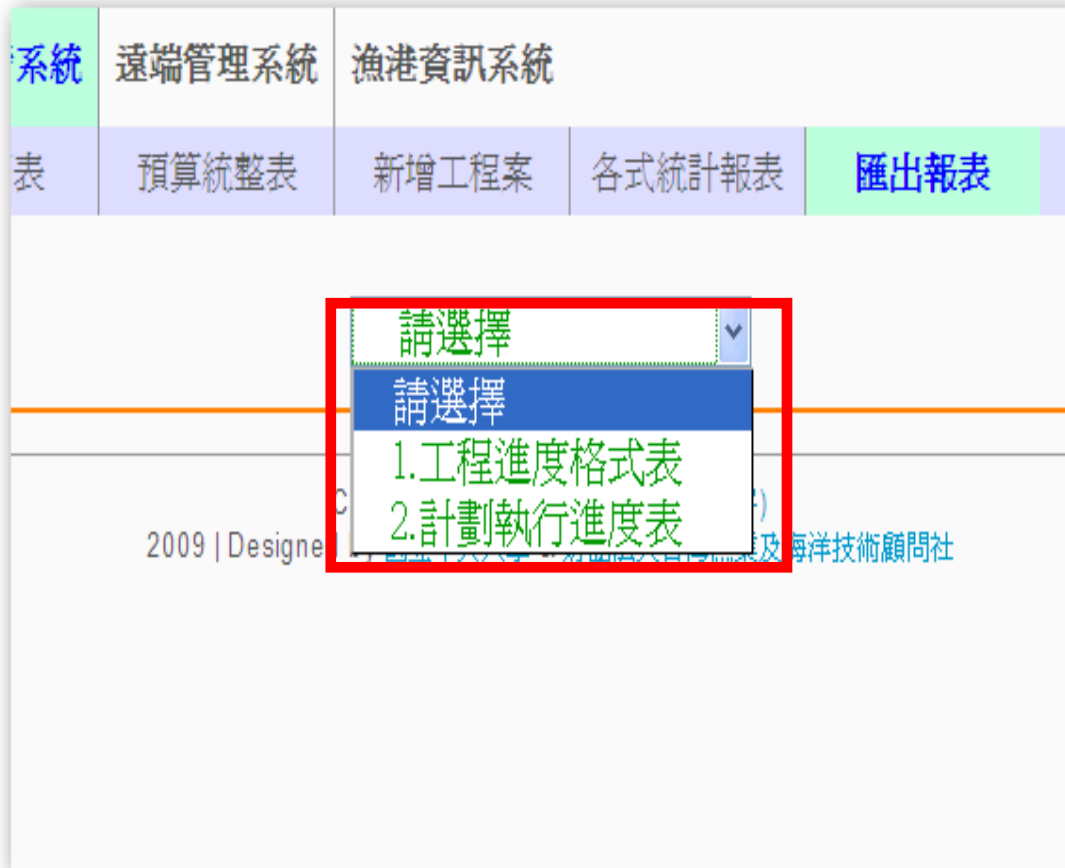 系統 遠端管理系統 漁港資訊系統
表 預算統整表 新增工程案 各式統計報表 匯出報表
請選擇
請選擇
1.工程進度格式表
2.計劃執行進度表
2009 | Designe 海洋技術顧問社